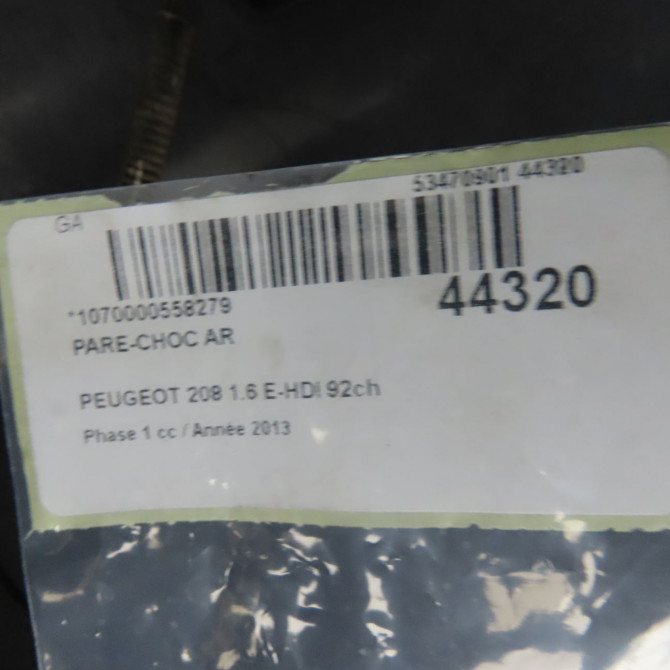 GA
53470901 44320
*1070000558279
44320
PARE-CHOC AR
PEUGEOT 208 1.6 E-HDI 92ch
Phase 1 cc / Année 2013